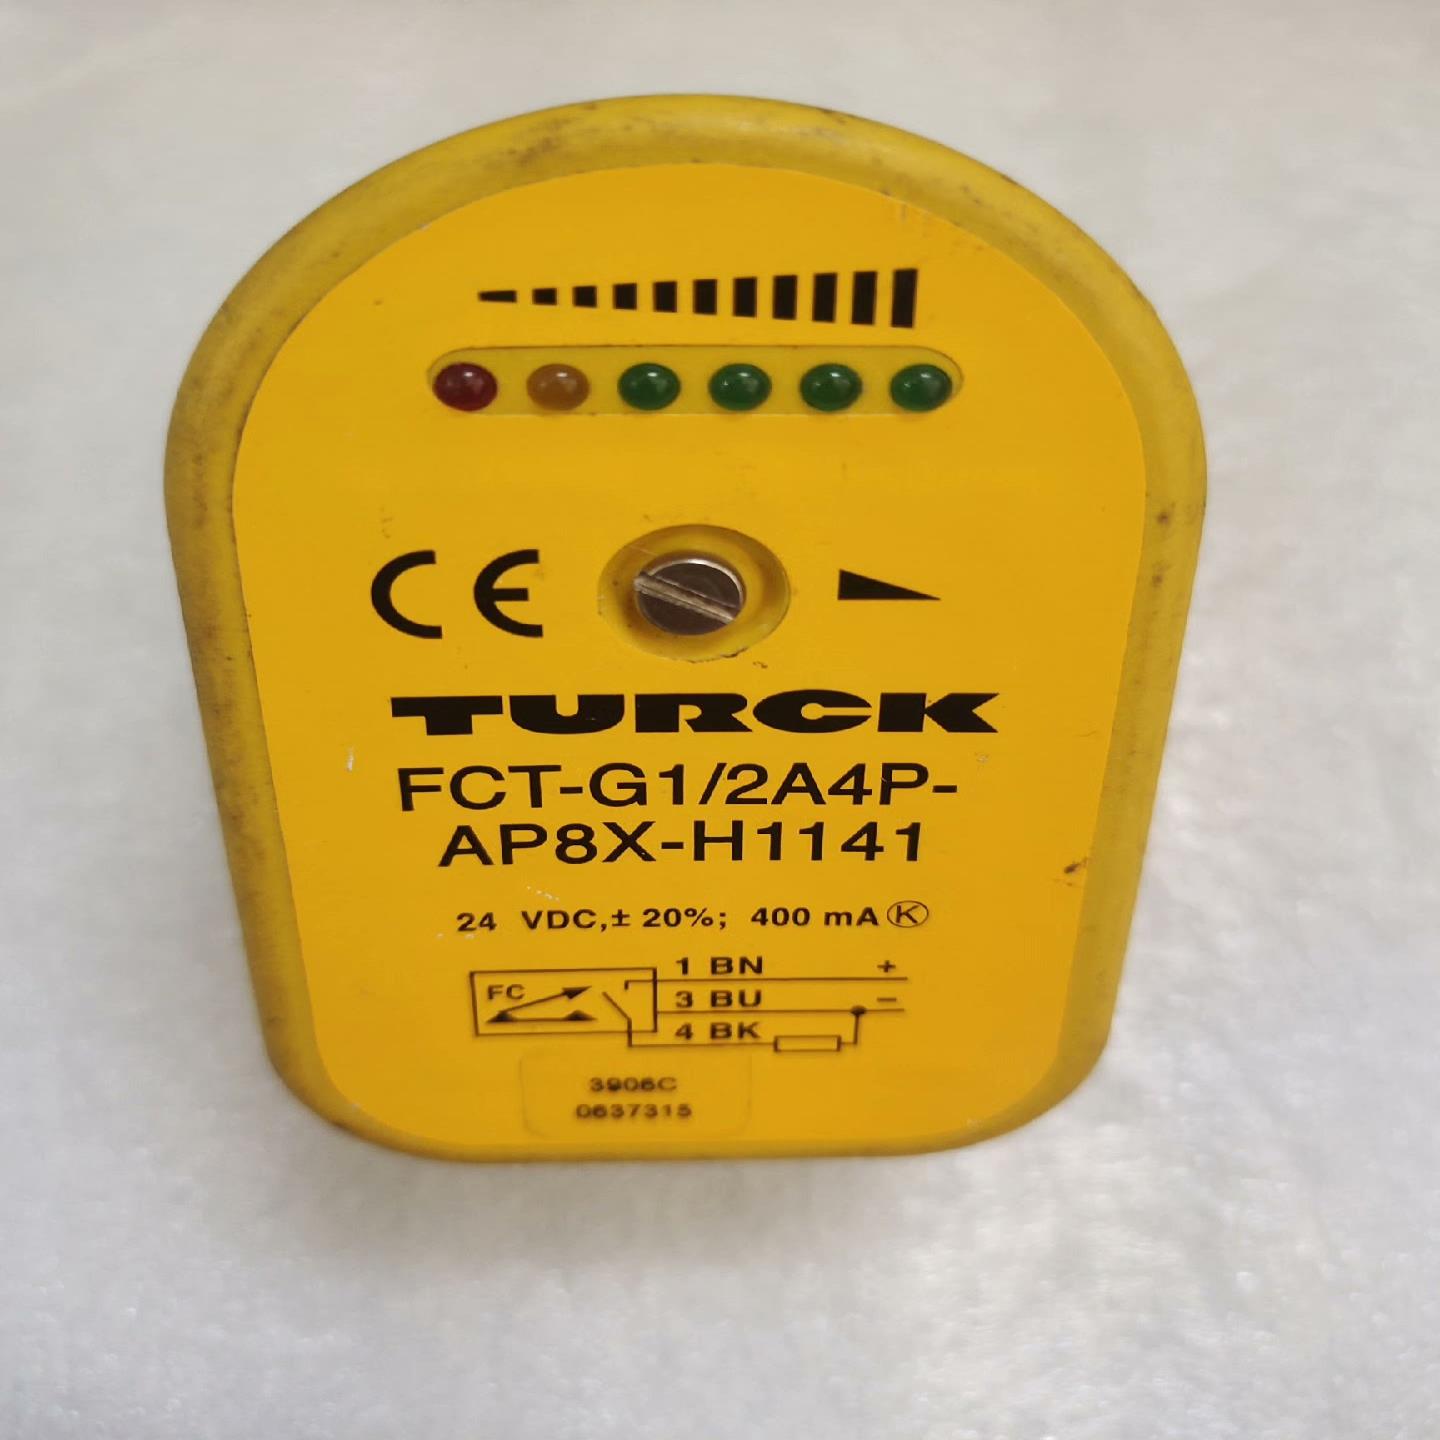 CE
TURCK
FCT-G1/2A4P-
AP8X-H1141
24 VDC,± 20%; 400 mA Ⓚ
1 BN +
FC
3 BU −
4 BK
3906C
0637315